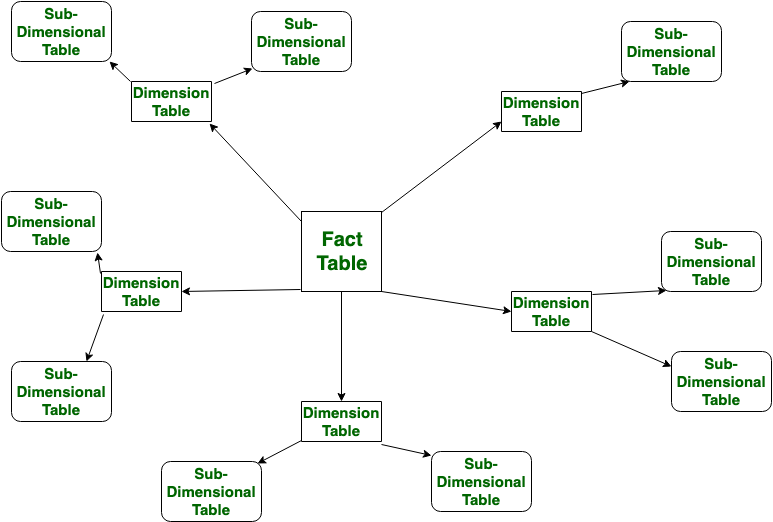 Sub-
Dimensional
Table
Sub-
Dimensional
Table
Sub-
Dimensional
Table
Dimension
Table
Dimension
Table
Sub-
Dimensional
Table
Fact
Table
Sub-
Dimensional
Table
Dimension
Table
Dimension
Table
Sub-
Dimensional
Table
Sub-
Dimensional
Table
Dimension
Table
Sub-
Dimensional
Table
Sub-
Dimensional
Table